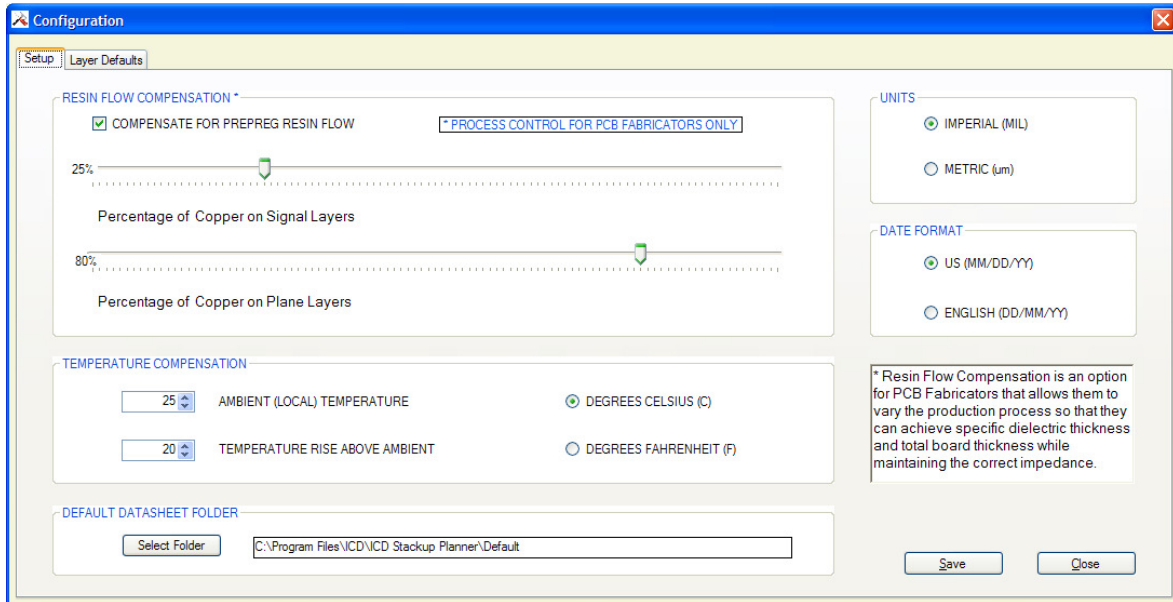 Configuration
Setup
Layer Defaults
RESIN FLOW COMPENSATION *
COMPENSATE FOR PREPREG RESIN FLOW
* PROCESS CONTROL FOR PCB FABRICATORS ONLY
25%
Percentage of Copper on Signal Layers
80%
Percentage of Copper on Plane Layers
UNITS
IMPERIAL (MIL)
METRIC (um)
DATE FORMAT
US (MM/DD/YY)
ENGLISH (DD/MM/YY)
TEMPERATURE COMPENSATION
25
AMBIENT (LOCAL) TEMPERATURE
DEGREES CELSIUS (C)
20
TEMPERATURE RISE ABOVE AMBIENT
DEGREES FAHRENHEIT (F)
* Resin Flow Compensation is an option
for PCB Fabricators that allows them to
vary the production process so that they
can achieve specific dielectric thickness
and total board thickness while
maintaining the correct impedance.
DEFAULT DATASHEET FOLDER
Select Folder
C:\Program Files\ICD\ICD Stackup Planner\Default
Save
Close